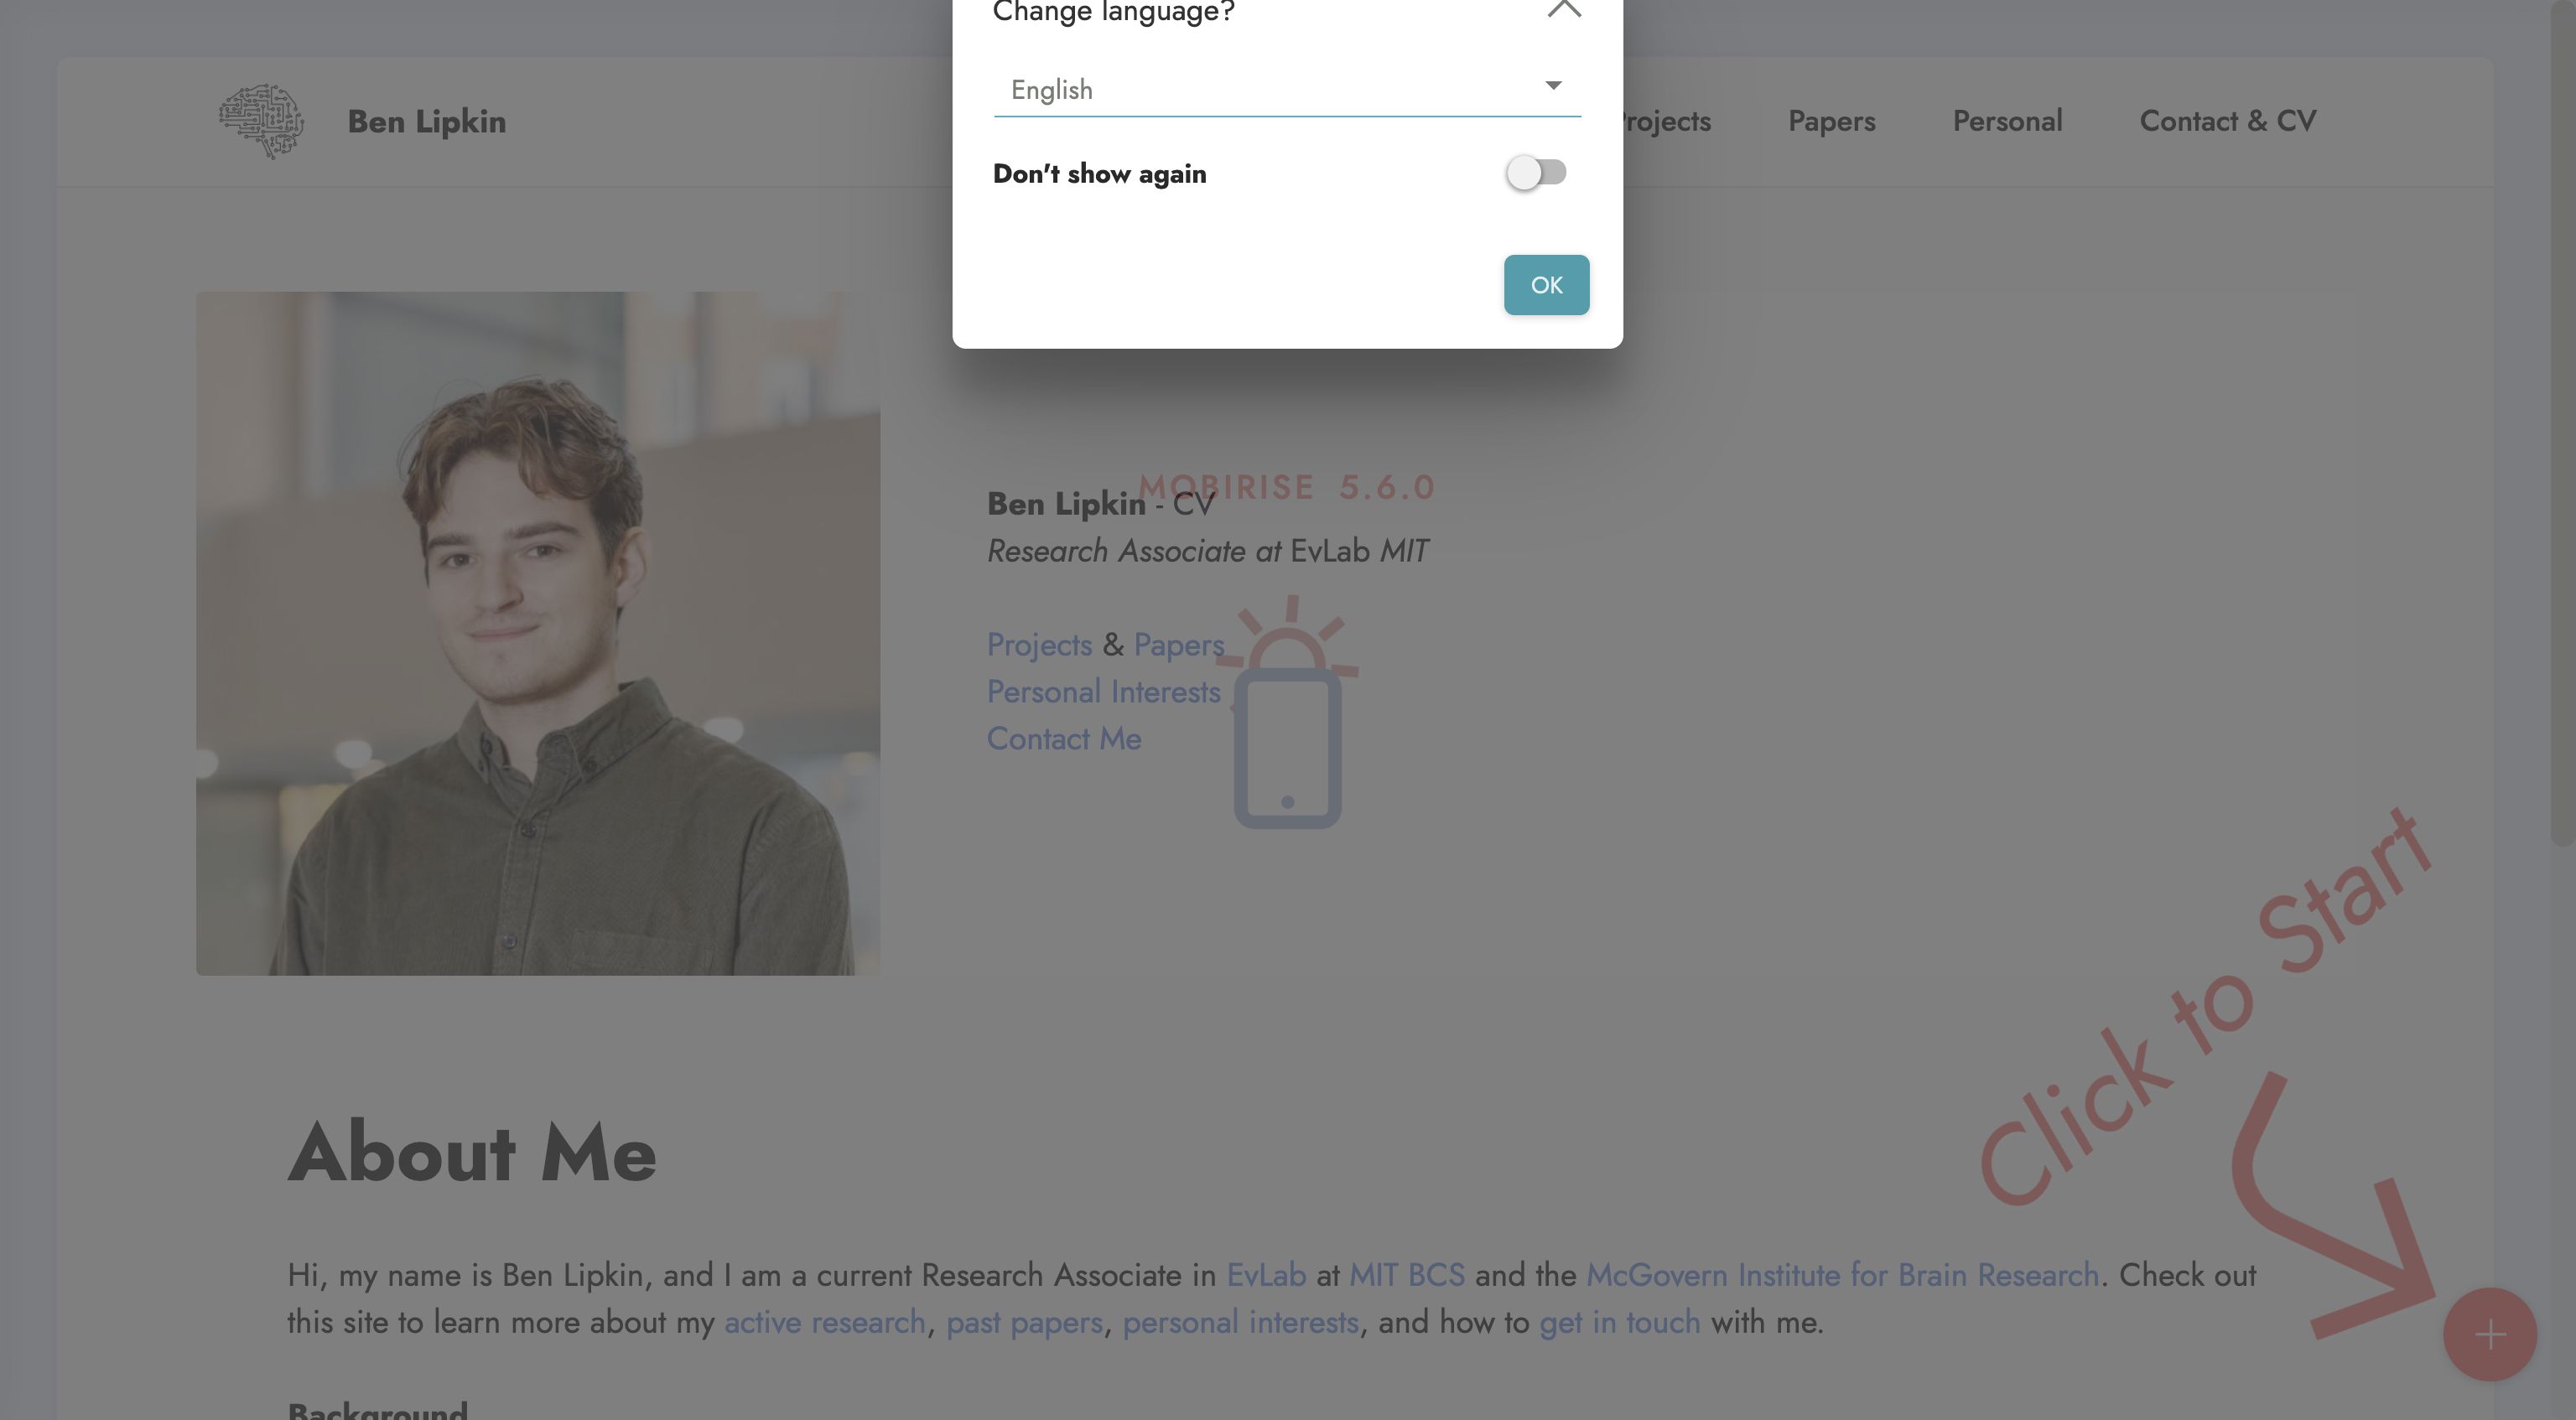 Change language?
English
Don't show again
OK
Ben Lipkin
rojects
Papers
Personal
Contact & CV
MOBIRISE 5.6.0
Ben Lipkin - CV
Research Associate at EvLab MIT
Projects & Papers
Personal Interests
Contact Me
Click to Start
About Me
Hi, my name is Ben Lipkin, and I am a current Research Associate in EvLab at MIT BCS and the McGovern Institute for Brain Research. Check out
this site to learn more about my active research, past papers, personal interests, and how to get in touch with me.
Background